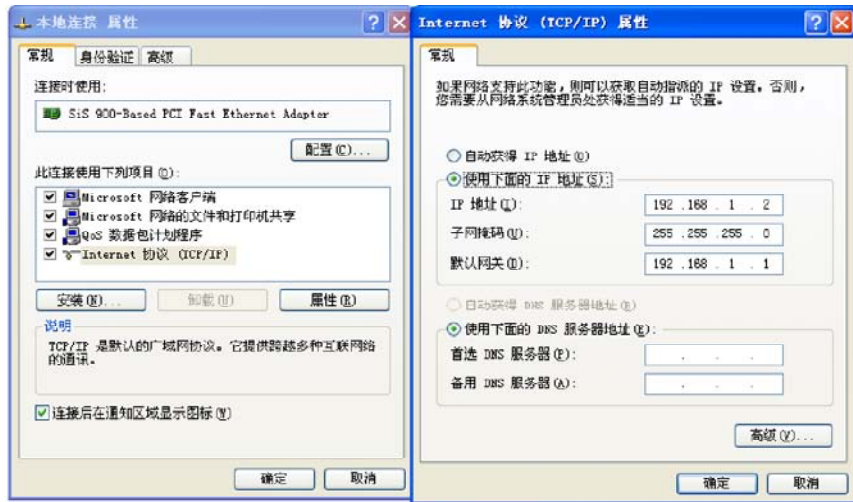 本地连接 属性
常规
身份验证
高级
连接时使用:
SiS 900-Based PCI Fast Ethernet Adapter
配置(C)...
此连接使用下列项目(O):
Microsoft 网络客户端
Microsoft 网络的文件和打印机共享
QoS 数据包计划程序
Internet 协议 (TCP/IP)
安装(N)...
卸载(U)
属性(R)
说明
TCP/IP 是默认的广域网协议。它提供跨越多种互联网络
的通讯。
连接后在通知区域显示图标(W)
确定
取消
Internet 协议 (TCP/IP) 属性
常规
如果网络支持此功能，则可以获取自动指派的 IP 设置。否则，
您需要从网络系统管理员处获得适当的 IP 设置。
自动获得 IP 地址(O)
使用下面的 IP 地址(S):
IP 地址(I):
192 .168 . 1 . 2
子网掩码(U):
255 .255 .255 . 0
默认网关(D):
192 .168 . 1 . 1
自动获得 DNS 服务器地址(B)
使用下面的 DNS 服务器地址(E):
首选 DNS 服务器(P):
备用 DNS 服务器(A):
高级(V)...
确定
取消